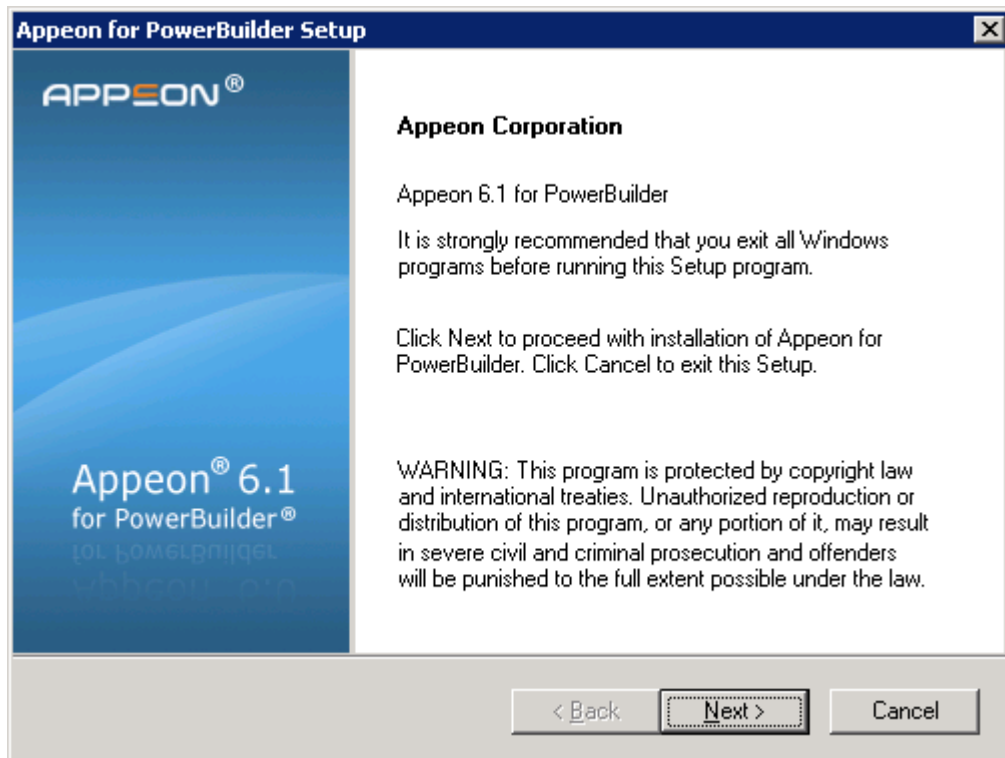 Appeon for PowerBuilder Setup
APPEON®
Appeon Corporation
Appeon 6.1 for PowerBuilder
It is strongly recommended that you exit all Windows
programs before running this Setup program.
Click Next to proceed with installation of Appeon for
PowerBuilder. Click Cancel to exit this Setup.
Appeon® 6.1
for PowerBuilder®
for PowerBuilder
Appeon 6.0
WARNING: This program is protected by copyright law
and international treaties. Unauthorized reproduction or
distribution of this program, or any portion of it, may result
in severe civil and criminal prosecution and offenders
will be punished to the full extent possible under the law.
< Back
Next >
Cancel